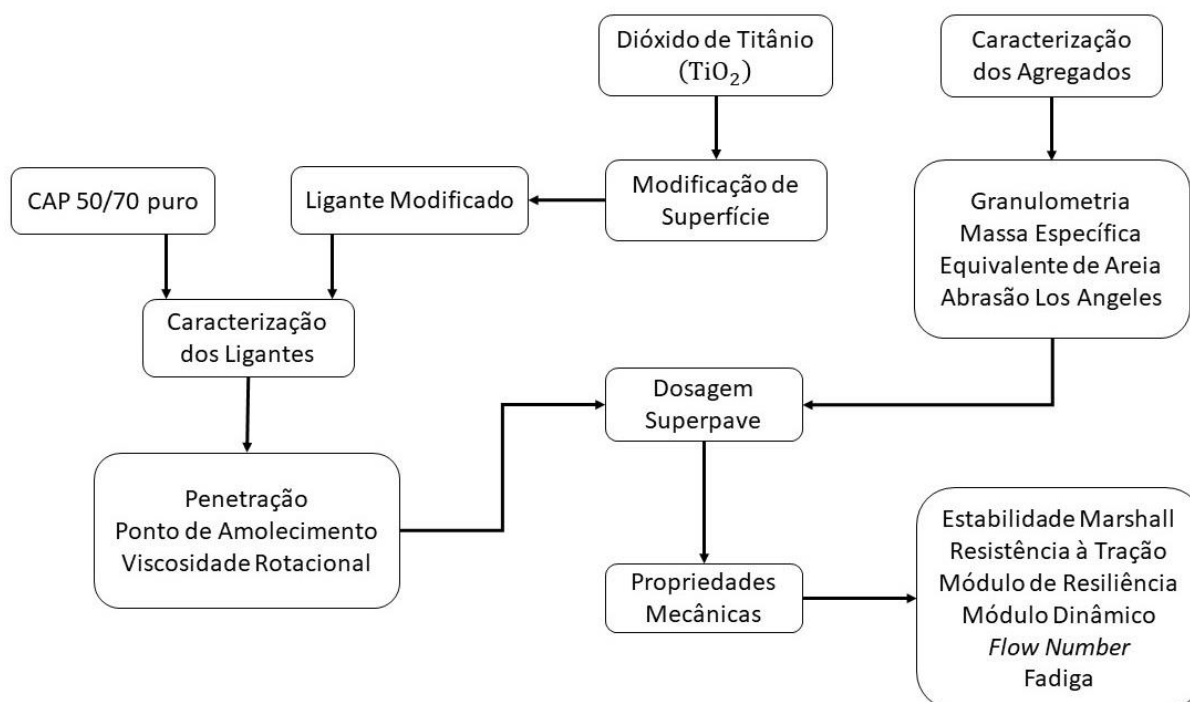 Dióxido de Titânio
(TiO₂)
Caracterização
dos Agregados
CAP 50/70 puro
Ligante Modificado
Modificação de
Superfície
Granulometria
Massa Específica
Equivalente de Areia
Abrasão Los Angeles
Caracterização
dos Ligantes
Dosagem
Superpave
Penetração
Ponto de Amolecimento
Viscosidade Rotacional
Propriedades
Mecânicas
Estabilidade Marshall
Resistência à Tração
Módulo de Resiliência
Módulo Dinâmico
Flow Number
Fadiga